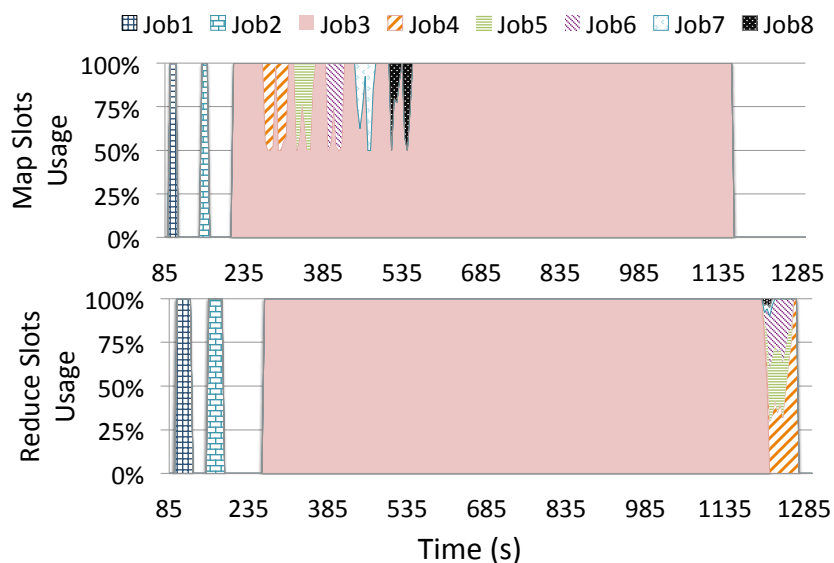 Job1 Job2 Job3 Job4 Job5 Job6 Job7 Job8
Map Slots
Usage
100%
75%
50%
25%
0%
85 235 385 535 685 835 985 1135 1285
Reduce Slots
Usage
100%
75%
50%
25%
0%
85 235 385 535 685 835 985 1135 1285
Time (s)